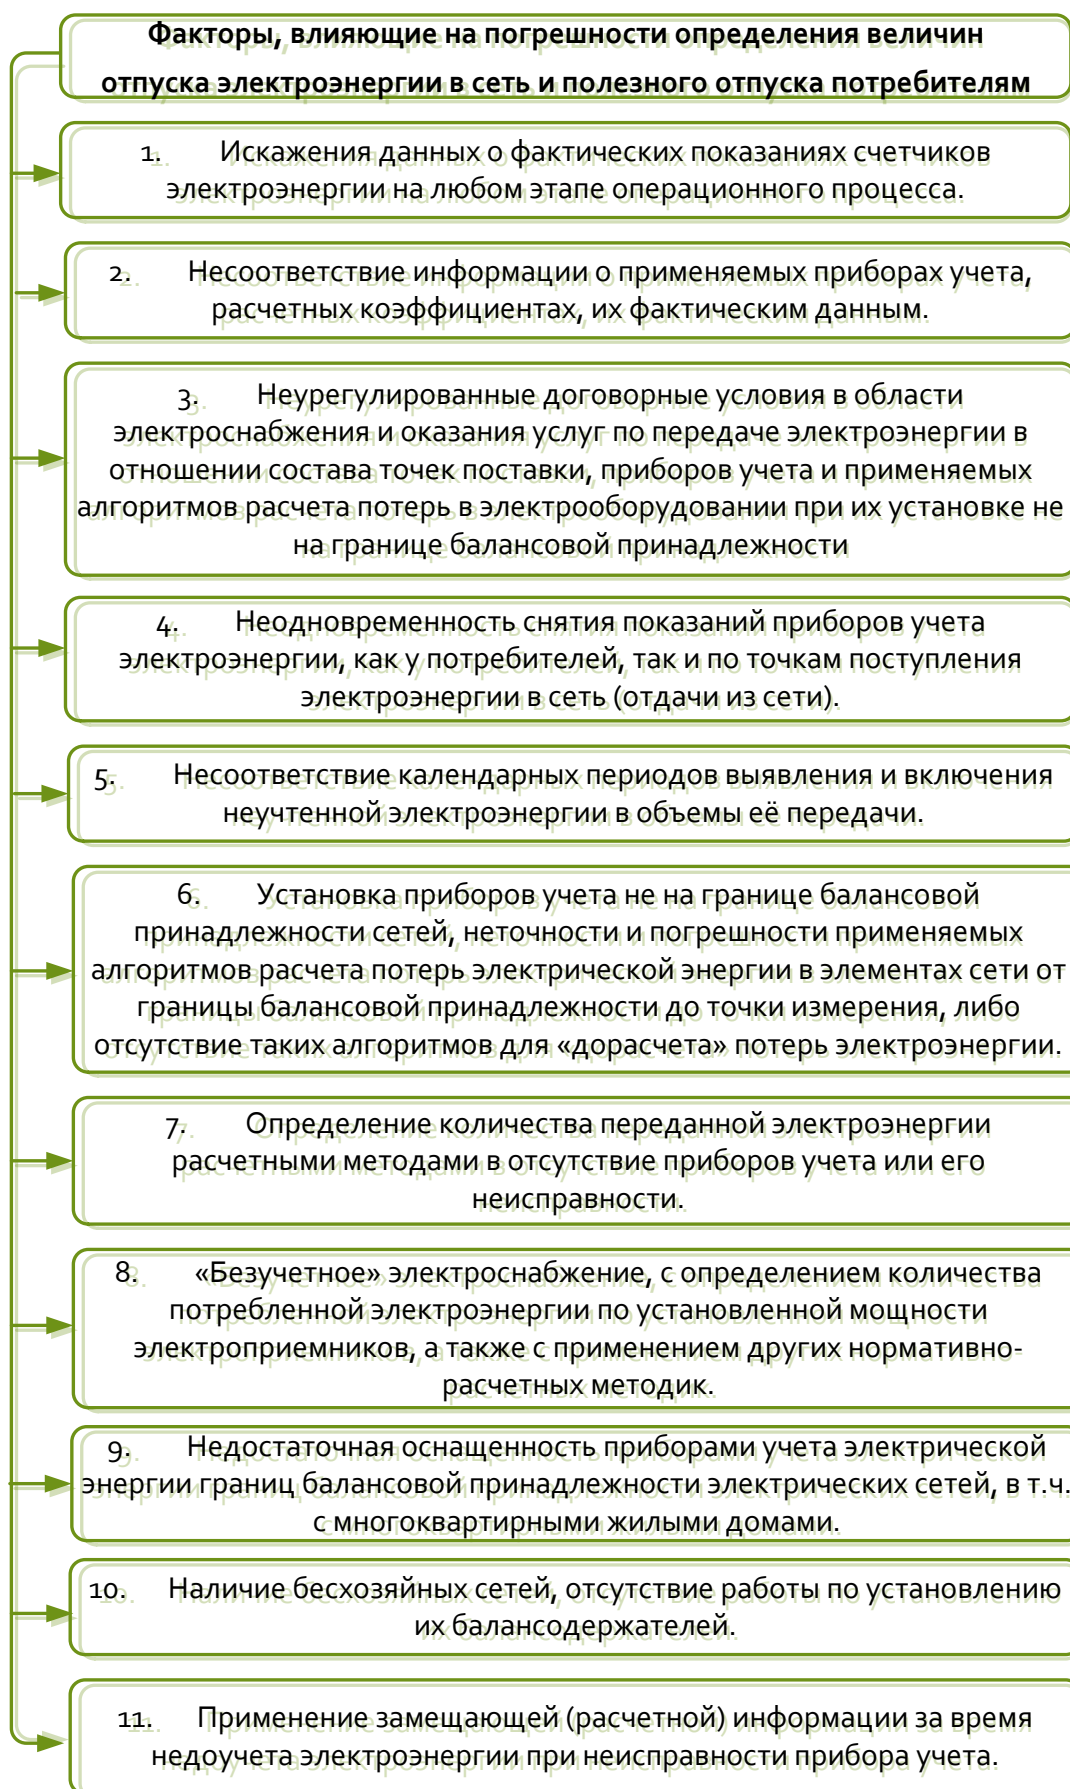 Факторы, влияющие на погрешности определения величин
отпуска электроэнергии в сеть и полезного отпуска потребителям
1. Искажения данных о фактических показаниях счетчиков
электроэнергии на любом этапе операционного процесса.
2. Несоответствие информации о применяемых приборах учета,
расчетных коэффициентах, их фактическим данным.
3. Неурегулированные договорные условия в области
электроснабжения и оказания услуг по передаче электроэнергии в
отношении состава точек поставки, приборов учета и применяемых
алгоритмов расчета потерь в электрооборудовании при их установке не
на границе балансовой принадлежности
4. Неодновременность снятия показаний приборов учета
электроэнергии, как у потребителей, так и по точкам поступления
электроэнергии в сеть (отдачи из сети).
5. Несоответствие календарных периодов выявления и включения
неучтенной электроэнергии в объемы её передачи.
6. Установка приборов учета не на границе балансовой
принадлежности сетей, неточности и погрешности применяемых
алгоритмов расчета потерь электрической энергии в элементах сети от
границы балансовой принадлежности до точки измерения, либо
отсутствие таких алгоритмов для «дорасчета» потерь электроэнергии.
7. Определение количества переданной электроэнергии
расчетными методами в отсутствие приборов учета или его
неисправности.
8. «Безучетное» электроснабжение, с определением количества
потребленной электроэнергии по установленной мощности
электроприемников, а также с применением других нормативно-
расчетных методик.
9. Недостаточная оснащенность приборами учета электрической
энергии границ балансовой принадлежности электрических сетей, в т.ч.
с многоквартирными жилыми домами.
10. Наличие бесхозяйных сетей, отсутствие работы по установлению
их балансодержателей.
11. Применение замещающей (расчетной) информации за время
недоучета электроэнергии при неисправности прибора учета.